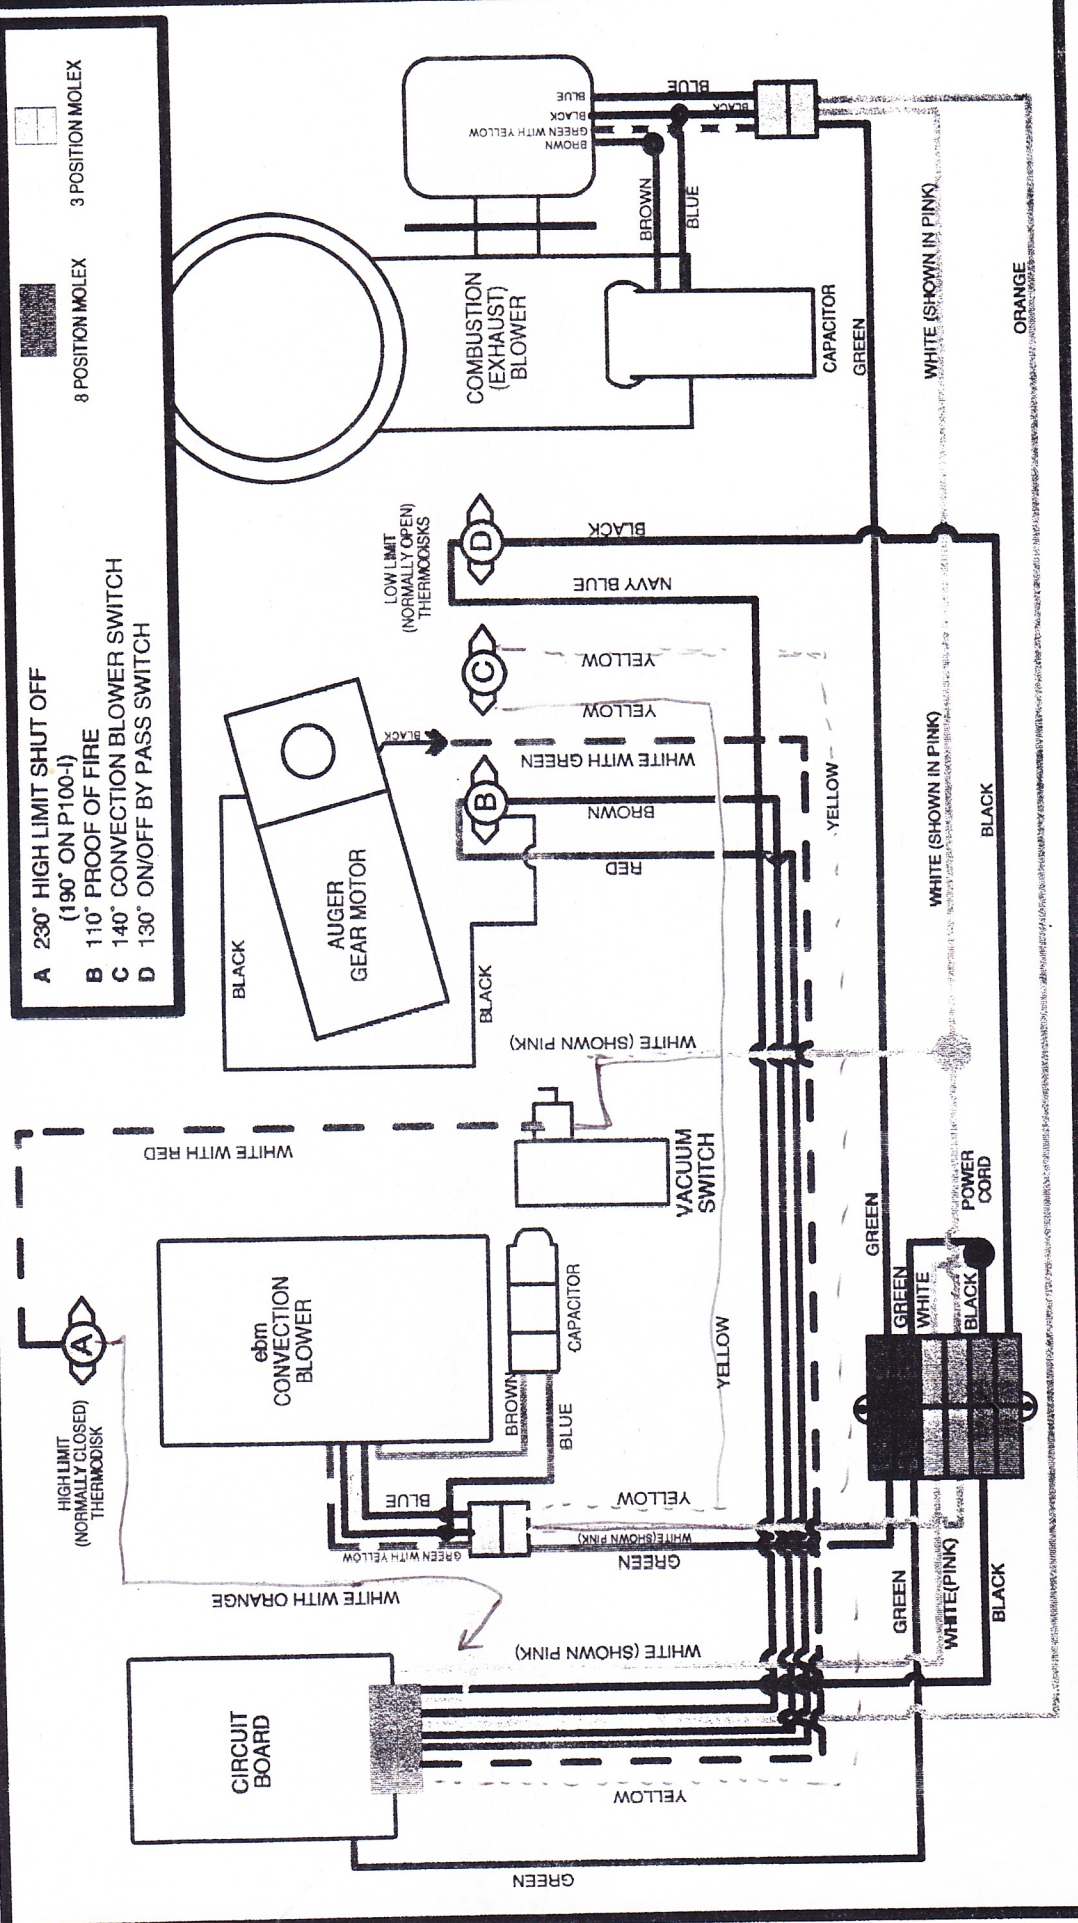 A 230° HIGH LIMIT SHUT OFF
(190° ON P100-I)
B 110° PROOF OF FIRE
C 140° CONVECTION BLOWER SWITCH
D 130° ON/OFF BY PASS SWITCH
8 POSITION MOLEX
3 POSITION MOLEX
HIGH LIMIT
(NORMALLY CLOSED)
THERMODISK
A
WHITE WITH RED
WHITE WITH ORANGE
CIRCUIT
BOARD
GREEN
YELLOW
WHITE (SHOWN PINK)
ebm
CONVECTION
BLOWER
BROWN
BLUE
CAPACITOR
BLUE
GREEN WITH YELLOW
YELLOW
WHITE (SHOWN PINK)
GREEN
VACUUM
SWITCH
WHITE (SHOWN PINK)
YELLOW
BLACK
AUGER
GEAR MOTOR
BLACK
BLACK
B
RED
BROWN
WHITE WITH GREEN
LOW LIMIT
(NORMALLY OPEN)
THERMODISKS
C
YELLOW
YELLOW
YELLOW
D
NAVY BLUE
BLACK
COMBUSTION
(EXHAUST)
BLOWER
BLUE
BLACK
GREEN WITH YELLOW
BROWN
BLUE
BLACK
BROWN
BLUE
CAPACITOR
GREEN
WHITE (SHOWN IN PINK)
ORANGE
WHITE (SHOWN IN PINK)
BLACK
GREEN
GREEN
WHITE
BLACK
POWER
CORD
GREEN
WHITE(PINK)
BLACK